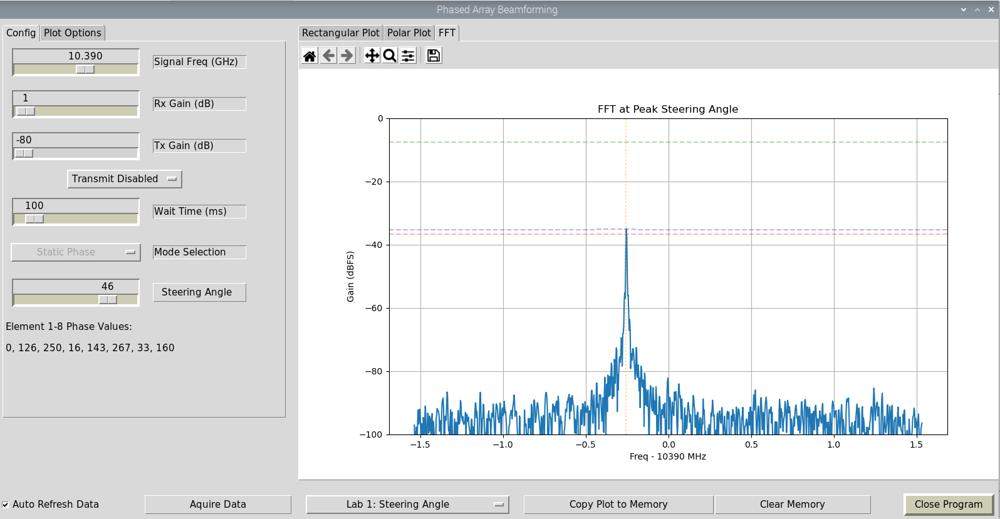 Phased Array Beamforming
Config Plot Options
10.390
Signal Freq (GHz)
1
Rx Gain (dB)
-80
Tx Gain (dB)
Transmit Disabled
100
Wait Time (ms)
Static Phase
Mode Selection
46
Steering Angle
Element 1-8 Phase Values:
0, 126, 250, 16, 143, 267, 33, 160
Rectangular Plot Polar Plot FFT
FFT at Peak Steering Angle
0
−20
−40
−60
−80
−100
Gain (dBFS)
−1.5 −1.0 −0.5 0.0 0.5 1.0 1.5
Freq - 10390 MHz
Auto Refresh Data
Aquire Data
Lab 1: Steering Angle
Copy Plot to Memory
Clear Memory
Close Program